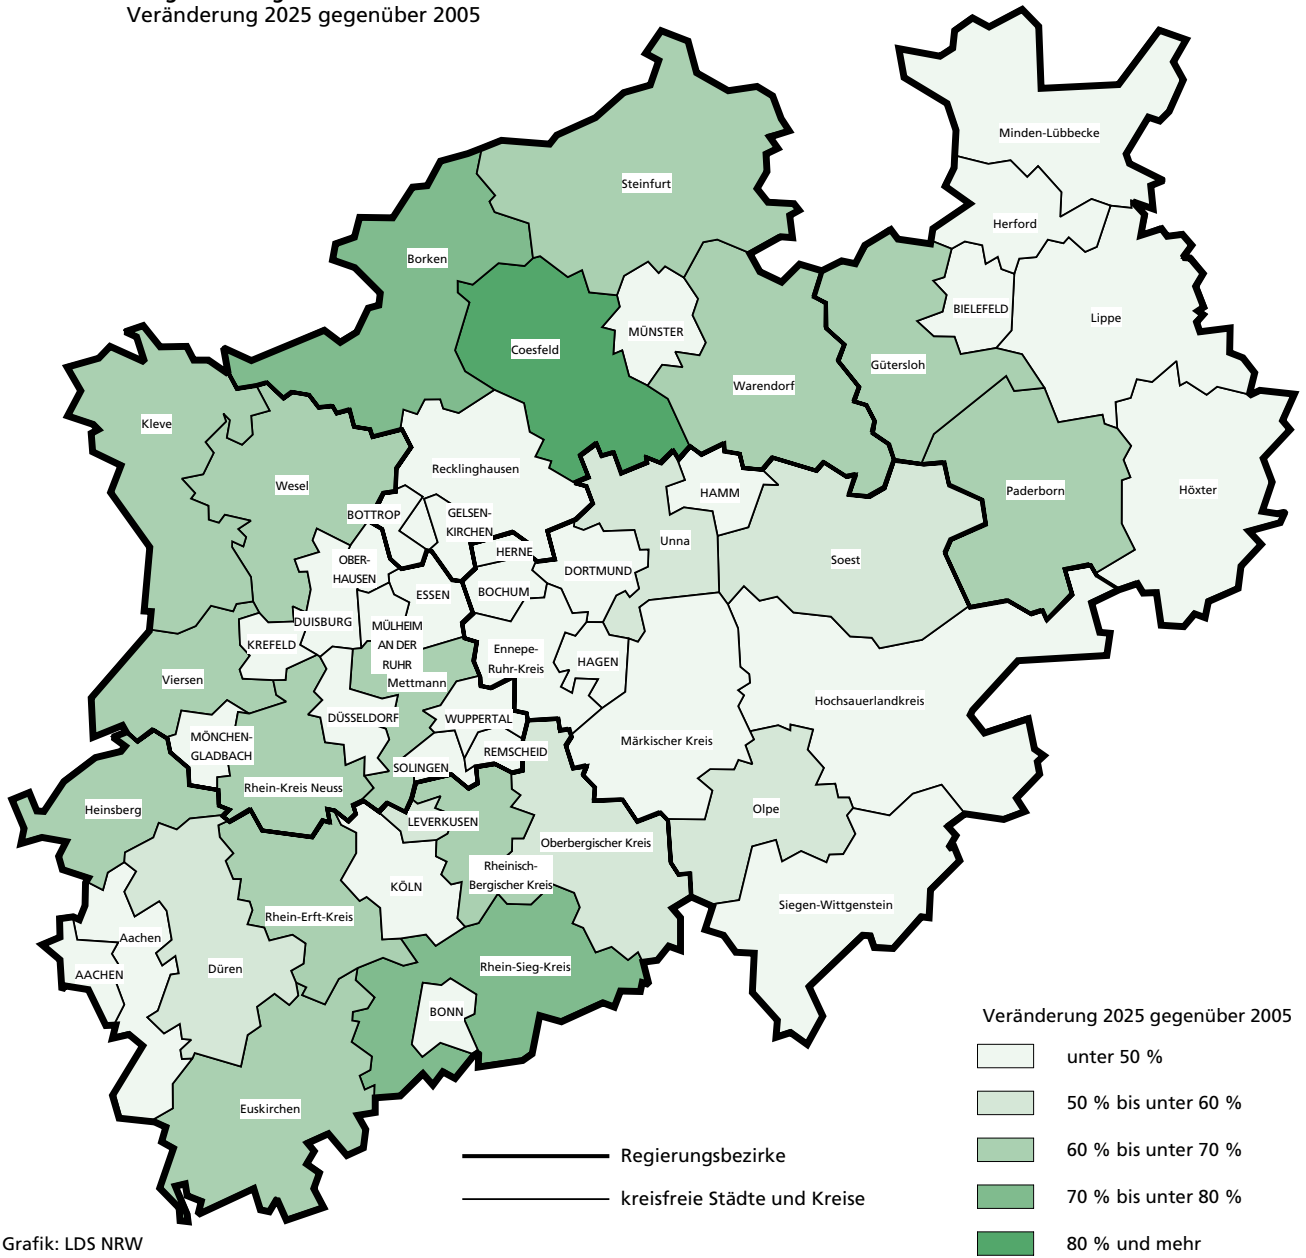 Veränderung 2025 gegenüber 2005
Minden-Lübbecke
Steinfurt
Herford
Borken
BIELEFELD
Lippe
MÜNSTER
Coesfeld
Gütersloh
Warendorf
Kleve
Recklinghausen
Wesel
HAMM
Paderborn
Höxter
BOTTROP
GELSEN-
KIRCHEN
Unna
HERNE
OBER-
HAUSEN
DORTMUND
Soest
ESSEN
BOCHUM
DUISBURG
MÜLHEIM
AN DER
RUHR
KREFELD
Ennepe-
Ruhr-Kreis
HAGEN
Viersen
Mettmann
Hochsauerlandkreis
DÜSSELDORF
WUPPERTAL
MÖNCHEN-
GLADBACH
Märkischer Kreis
REMSCHEID
SOLINGEN
Rhein-Kreis Neuss
Heinsberg
Olpe
LEVERKUSEN
Oberbergischer Kreis
Rheinisch-
Bergischer Kreis
KÖLN
Siegen-Wittgenstein
Rhein-Erft-Kreis
Aachen
AACHEN
Düren
Rhein-Sieg-Kreis
BONN
Euskirchen
Veränderung 2025 gegenüber 2005
unter 50 %
50 % bis unter 60 %
60 % bis unter 70 %
70 % bis unter 80 %
80 % und mehr
Regierungsbezirke
kreisfreie Städte und Kreise
Grafik: LDS NRW